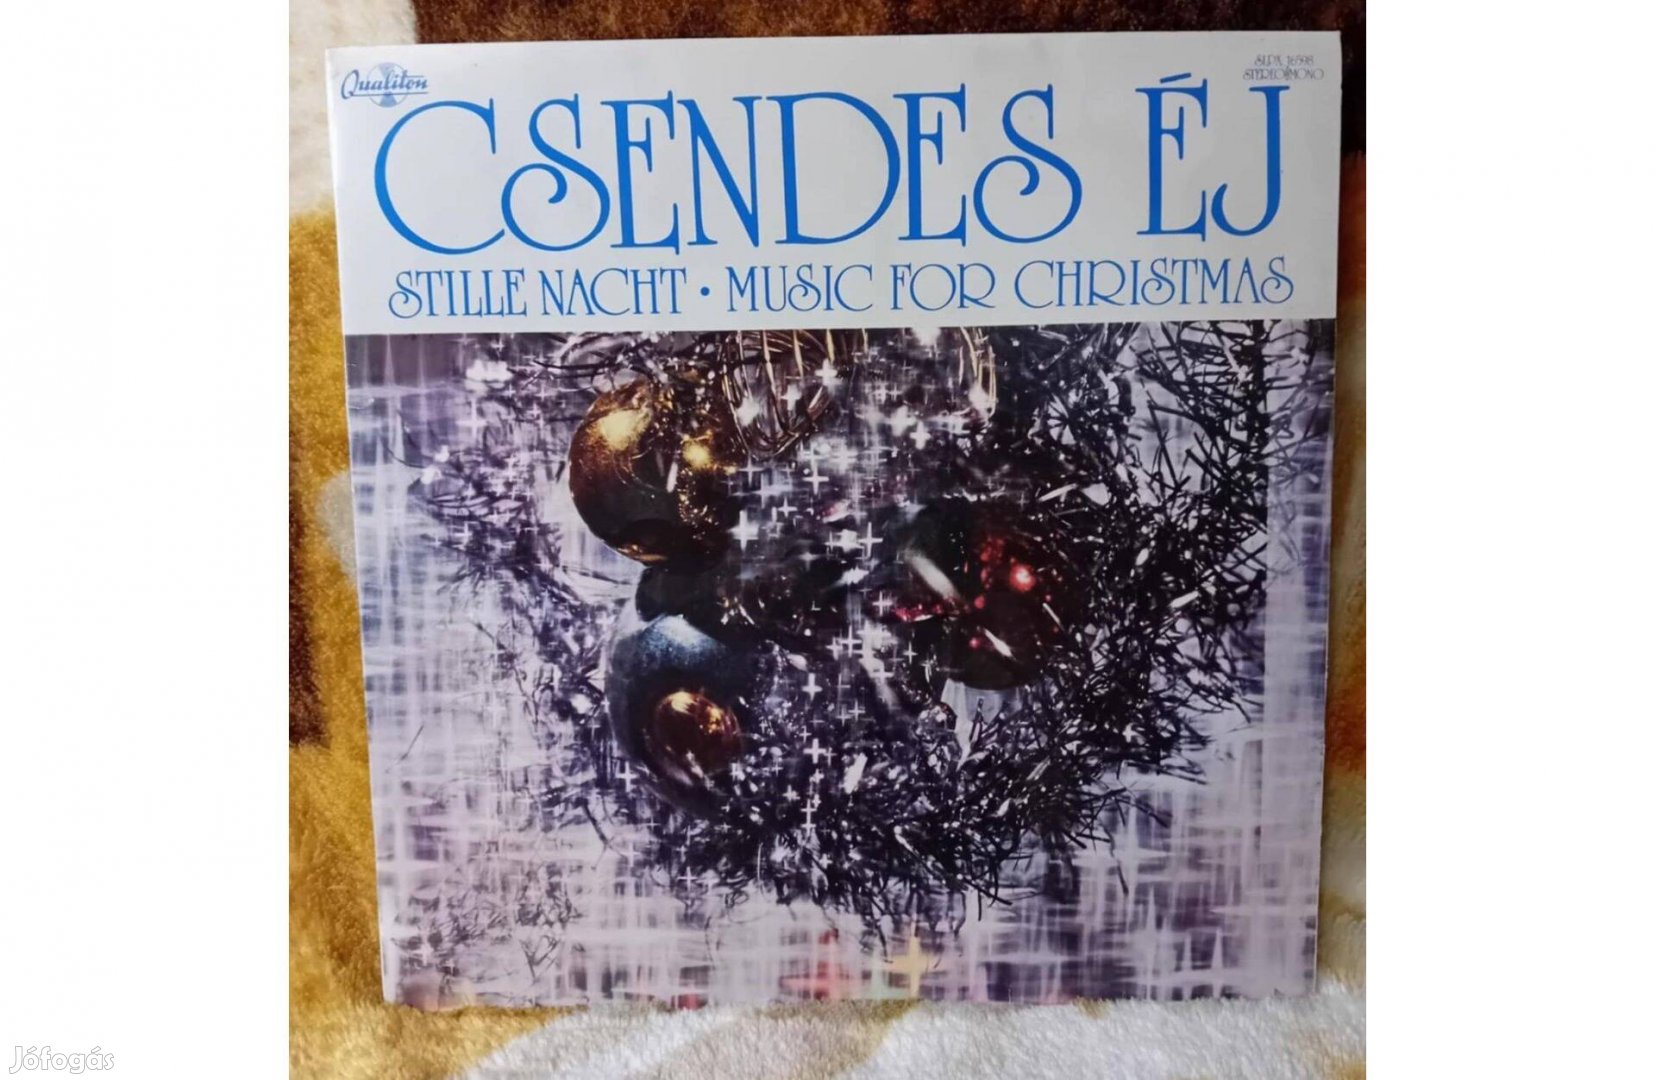 Qualiton
SLPX 16598
STEREO MONO
CSENDES ÉJ
STILLE NACHT • MUSIC FOR CHRISTMAS
Jófogás